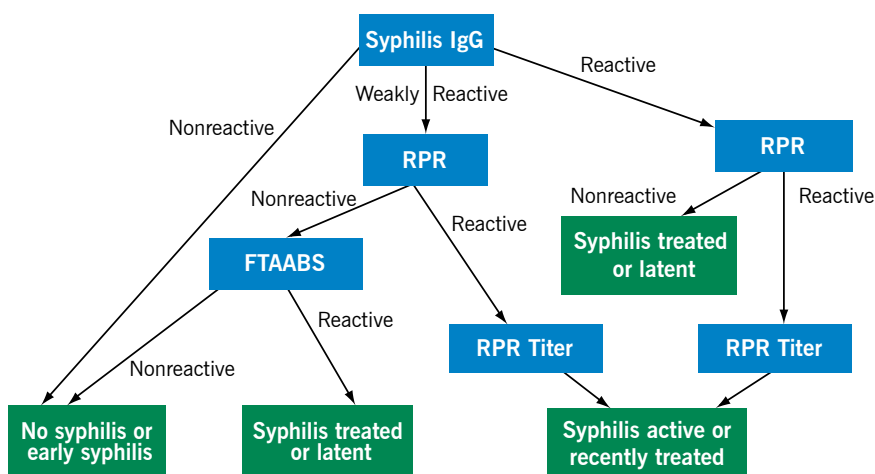 Syphilis IgG
Reactive
Weakly Reactive
Nonreactive
RPR
RPR
Nonreactive
Reactive
Nonreactive
Reactive
Syphilis treated
or latent
FTAABS
Reactive
RPR Titer
RPR Titer
Nonreactive
No syphilis or
early syphilis
Syphilis treated
or latent
Syphilis active or
recently treated